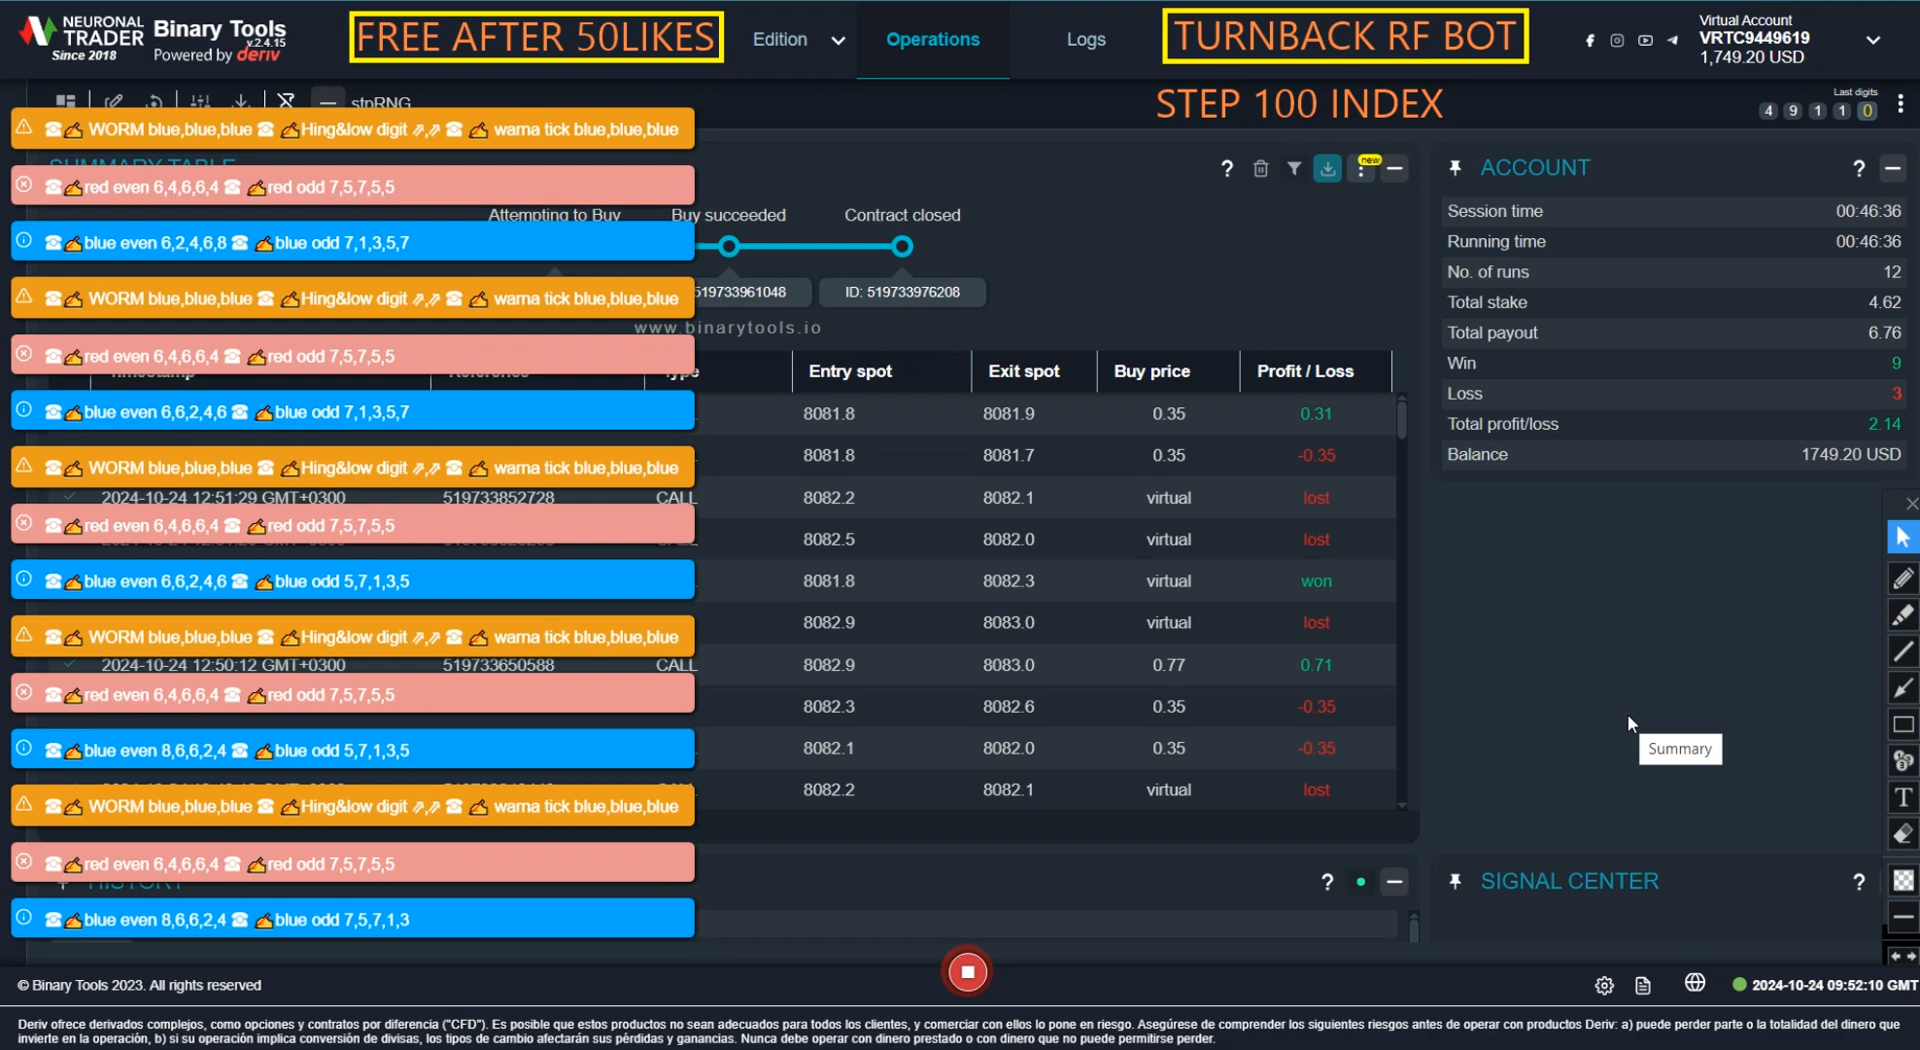 NEURONAL
TRADER
Since 2018
Binary Tools
v.2.4.15
Powered by deriv
FREE AFTER 50LIKES
Edition
Operations
Logs
TURNBACK RF BOT
Virtual Account
VRTC9449619
1,749.20 USD
stpRNG
STEP 100 INDEX
Last digits
4 9 1 1 0
WORM blue,blue,blue Hing&low digit ⇗,⇗ warna tick blue,blue,blue
SUMMARY TABLE
new
red even 6,4,6,6,4 red odd 7,5,7,5,5
Attempting to Buy
Buy succeeded
Contract closed
blue even 6,2,4,6,8 blue odd 7,1,3,5,7
519733961048
ID: 519733976208
WORM blue,blue,blue Hing&low digit ⇗,⇗ warna tick blue,blue,blue
www.binarytools.io
red even 6,4,6,6,4 red odd 7,5,7,5,5
Timestamp Reference Type Entry spot Exit spot Buy price Profit / Loss
blue even 6,6,2,4,6 blue odd 7,1,3,5,7
8081.8 8081.9 0.35 0.31
WORM blue,blue,blue Hing&low digit ⇗,⇗ warna tick blue,blue,blue
8081.8 8081.7 0.35 -0.35
2024-10-24 12:51:29 GMT+0300 519733852728 CALL 8082.2 8082.1 virtual lost
red even 6,4,6,6,4 red odd 7,5,7,5,5
8082.5 8082.0 virtual lost
blue even 6,6,2,4,6 blue odd 5,7,1,3,5
8081.8 8082.3 virtual won
WORM blue,blue,blue Hing&low digit ⇗,⇗ warna tick blue,blue,blue
8082.9 8083.0 virtual lost
2024-10-24 12:50:12 GMT+0300 519733650588 CALL 8082.9 8083.0 0.77 0.71
red even 6,4,6,6,4 red odd 7,5,7,5,5
8082.3 8082.6 0.35 -0.35
blue even 8,6,6,2,4 blue odd 5,7,1,3,5
8082.1 8082.0 0.35 -0.35
WORM blue,blue,blue Hing&low digit ⇗,⇗ warna tick blue,blue,blue
8082.2 8082.1 virtual lost
red even 6,4,6,6,4 red odd 7,5,7,5,5
HISTORY
blue even 8,6,6,2,4 blue odd 7,5,7,1,3
ACCOUNT
Session time 00:46:36
Running time 00:46:36
No. of runs 12
Total stake 4.62
Total payout 6.76
Win 9
Loss 3
Total profit/loss 2.14
Balance 1749.20 USD
Summary
SIGNAL CENTER
© Binary Tools 2023. All rights reserved
2024-10-24 09:52:10 GMT
Deriv ofrece derivados complejos, como opciones y contratos por diferencia ("CFD"). Es posible que estos productos no sean adecuados para todos los clientes, y comerciar con ellos lo pone en riesgo. Asegúrese de comprender los siguientes riesgos antes de operar con productos Deriv: a) puede perder parte o la totalidad del dinero que
invierte en la operación, b) si su operación implica conversión de divisas, los tipos de cambio afectarán sus pérdidas y ganancias. Nunca debe operar con dinero prestado o con dinero que no puede permitirse perder.